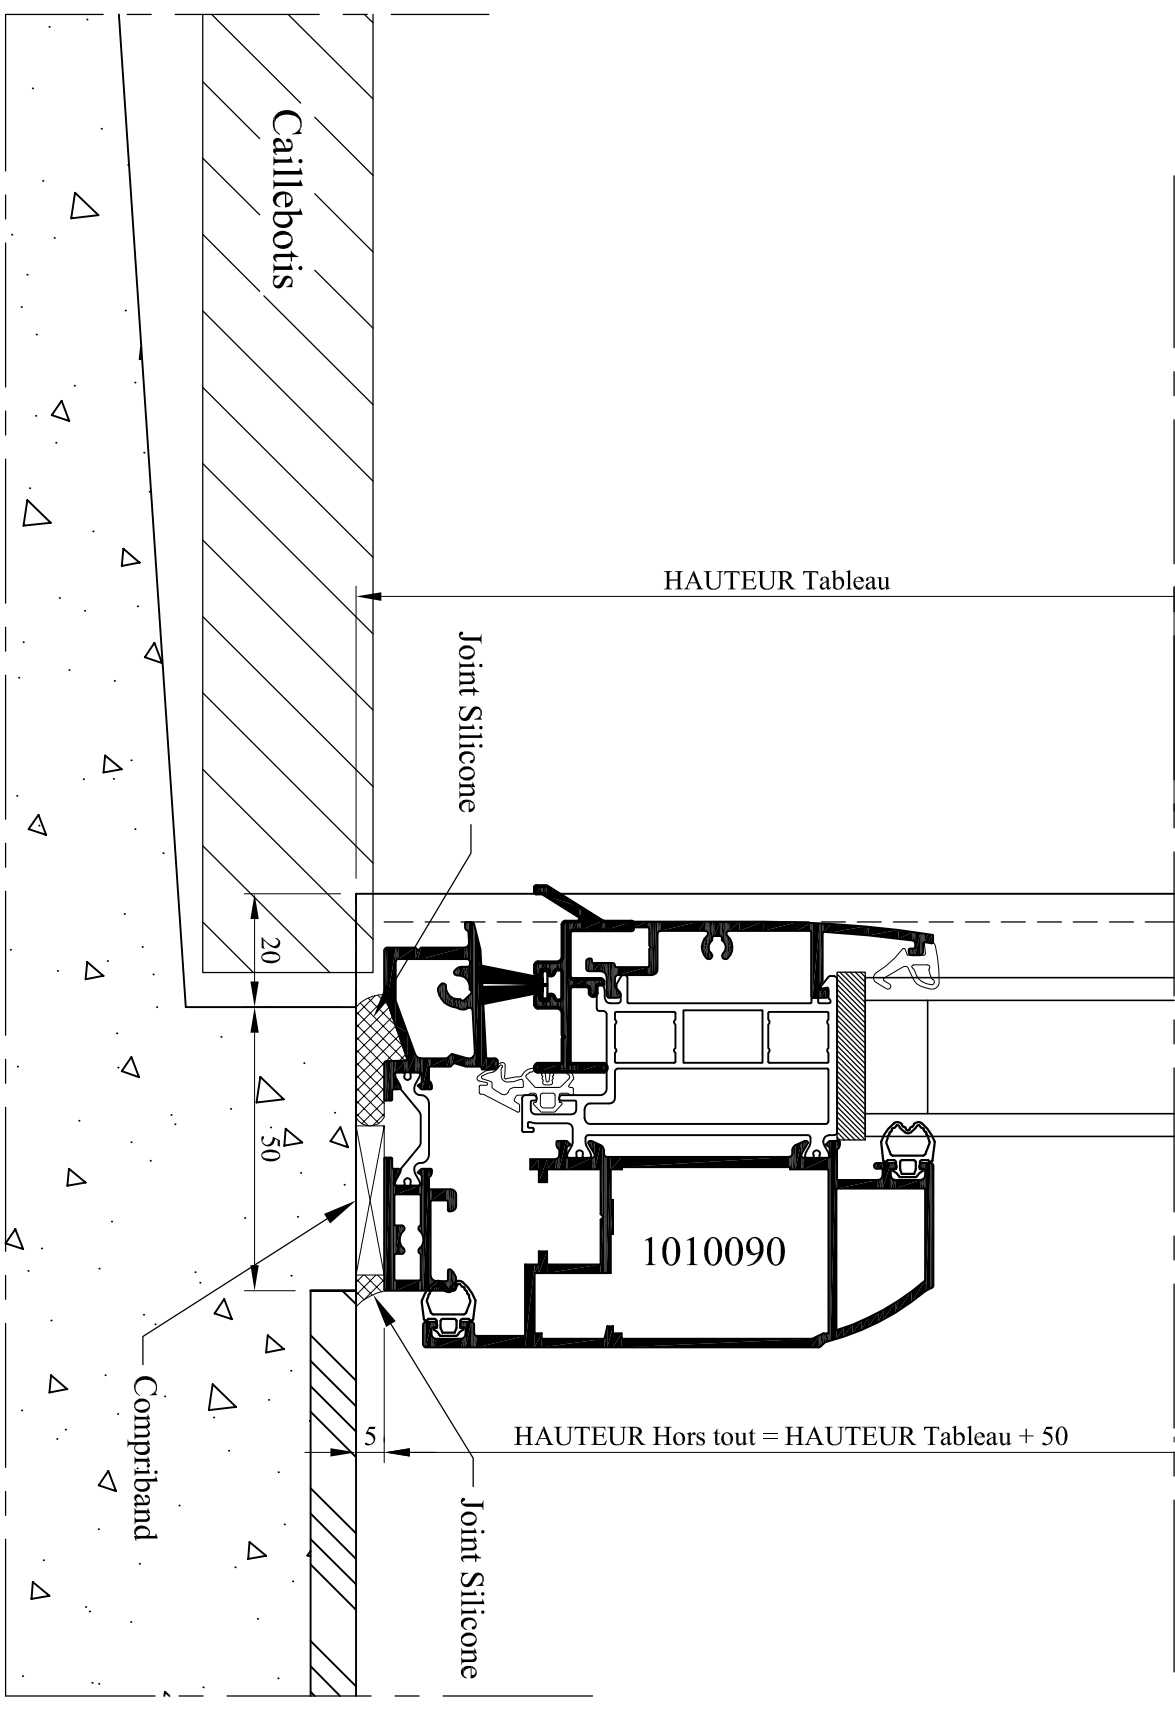 Caillebotis
HAUTEUR Tableau
Joint Silicone
20
50
1010090
5
HAUTEUR Hors tout = HAUTEUR Tableau + 50
Compriband
Joint Silicone